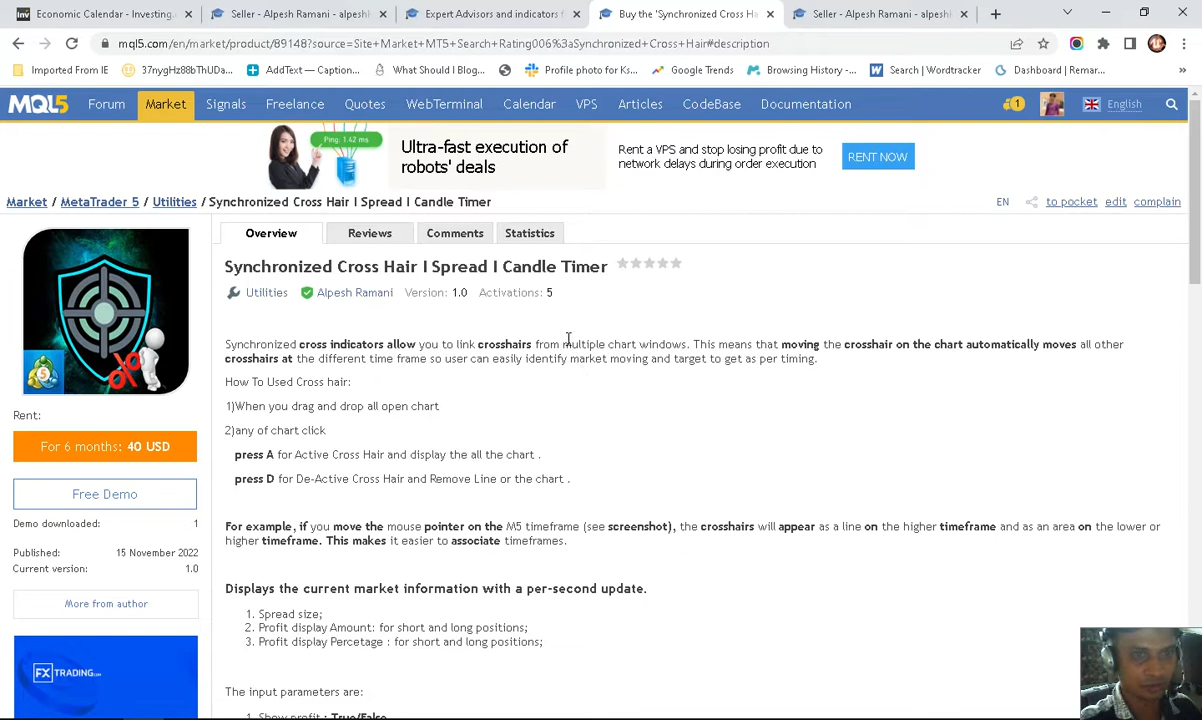 Economic Calendar - Investing.
Seller - Alpesh Ramani - alpesh
Expert Advisors and indicators f
Buy the 'Synchronized Cross Ha
Seller - Alpesh Ramani - alpesh
mql5.com/en/market/product/89148?source=Site+Market+MT5+Search+Rating006%3aSynchronized+Cross+Hair#description
Imported From IE
37nygHz88bThUDa...
AddText — Caption...
What Should I Blog...
Profile photo for Ks...
Google Trends
Browsing History -...
Search | Wordtracker
Dashboard | Remar...
MQL5
Forum
Market
Signals
Freelance
Quotes
WebTerminal
Calendar
VPS
Articles
CodeBase
Documentation
1
English
Ping: 1.42 ms
Ultra-fast execution of
robots' deals
Rent a VPS and stop losing profit due to
network delays during order execution
RENT NOW
Market / MetaTrader 5 / Utilities / Synchronized Cross Hair I Spread I Candle Timer
EN
to pocket
edit
complain
Overview
Reviews
Comments
Statistics
Synchronized Cross Hair I Spread I Candle Timer
Utilities
Alpesh Ramani
Version: 1.0
Activations: 5
Synchronized cross indicators allow you to link crosshairs from multiple chart windows. This means that moving the crosshair on the chart automatically moves all other
crosshairs at the different time frame so user can easily identify market moving and target to get as per timing.
How To Used Cross hair:
1)When you drag and drop all open chart
2)any of chart click
press A for Active Cross Hair and display the all the chart .
press D for De-Active Cross Hair and Remove Line or the chart .
For example, if you move the mouse pointer on the M5 timeframe (see screenshot), the crosshairs will appear as a line on the higher timeframe and as an area on the lower or
higher timeframe. This makes it easier to associate timeframes.
Displays the current market information with a per-second update.
1. Spread size;
2. Profit display Amount: for short and long positions;
3. Profit display Percetage : for short and long positions;
The input parameters are:
1. Show profit : True/False
5
%
Rent:
For 6 months: 40 USD
Free Demo
Demo downloaded: 1
Published: 15 November 2022
Current version: 1.0
More from author
FXTRADING.COM